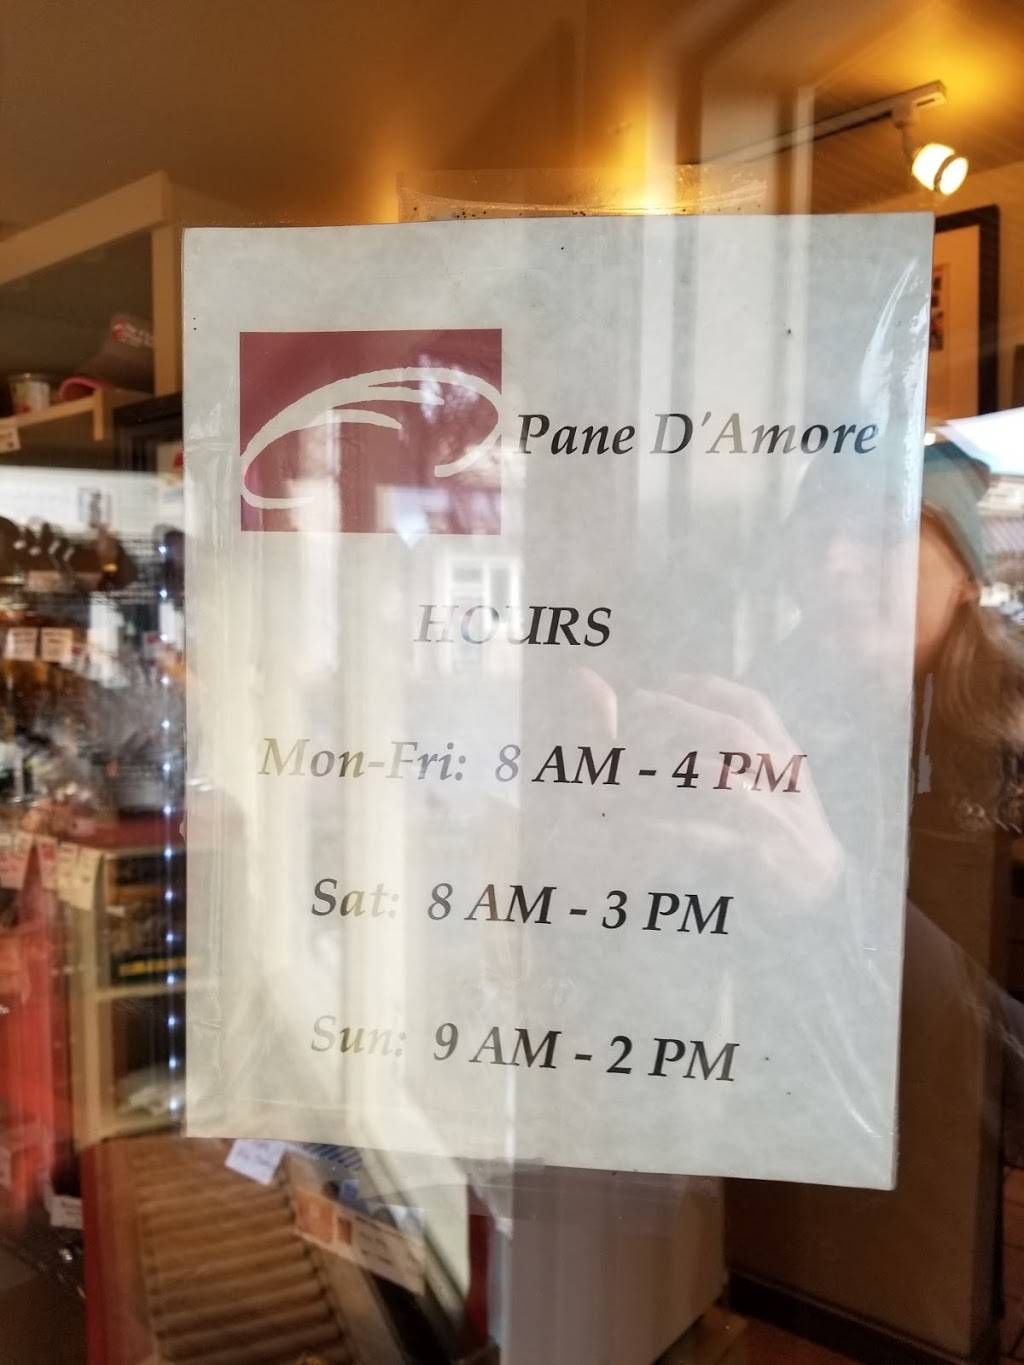 Pane D'Amore
HOURS
Mon-Fri: 8 AM - 4 PM
Sat: 8 AM - 3 PM
Sun: 9 AM - 2 PM